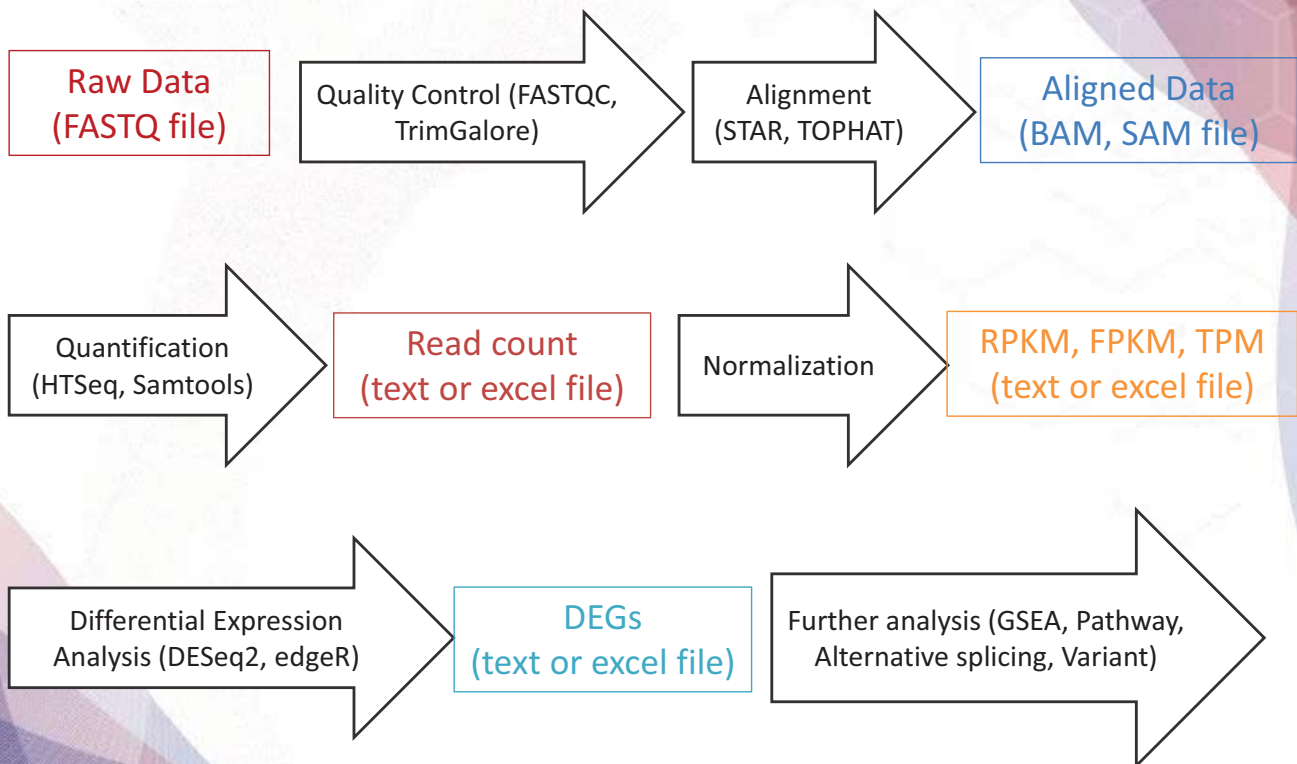 Raw Data
(FASTQ file)
Quality Control (FASTQC,
TrimGalore)
Alignment
(STAR, TOPHAT)
Aligned Data
(BAM, SAM file)
Quantification
(HTSeq, Samtools)
Read count
(text or excel file)
Normalization
RPKM, FPKM, TPM
(text or excel file)
Differential Expression
Analysis (DESeq2, edgeR)
DEGs
(text or excel file)
Further analysis (GSEA, Pathway,
Alternative splicing, Variant)